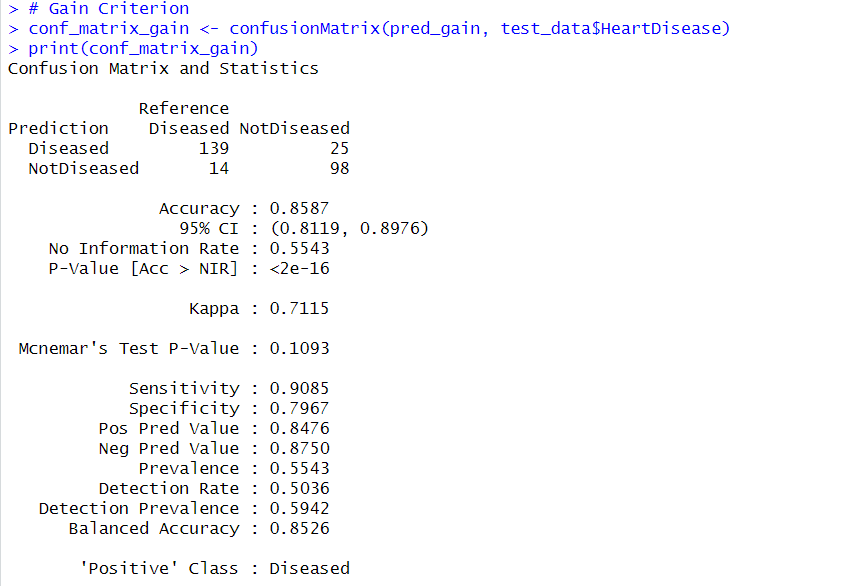 > # Gain Criterion
> conf_matrix_gain <- confusionMatrix(pred_gain, test_data$HeartDisease)
> print(conf_matrix_gain)
Confusion Matrix and Statistics

             Reference
Prediction    Diseased NotDiseased
  Diseased         139          25
  NotDiseased       14          98

               Accuracy : 0.8587
                 95% CI : (0.8119, 0.8976)
    No Information Rate : 0.5543
    P-Value [Acc > NIR] : <2e-16

                  Kappa : 0.7115

 Mcnemar's Test P-Value : 0.1093

            Sensitivity : 0.9085
            Specificity : 0.7967
         Pos Pred Value : 0.8476
         Neg Pred Value : 0.8750
             Prevalence : 0.5543
         Detection Rate : 0.5036
   Detection Prevalence : 0.5942
      Balanced Accuracy : 0.8526

       'Positive' Class : Diseased